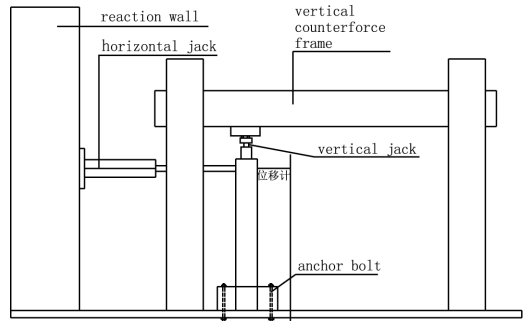 reaction wall
vertical
counterforce
frame
horizontal jack
vertical jack
位移计
anchor bolt